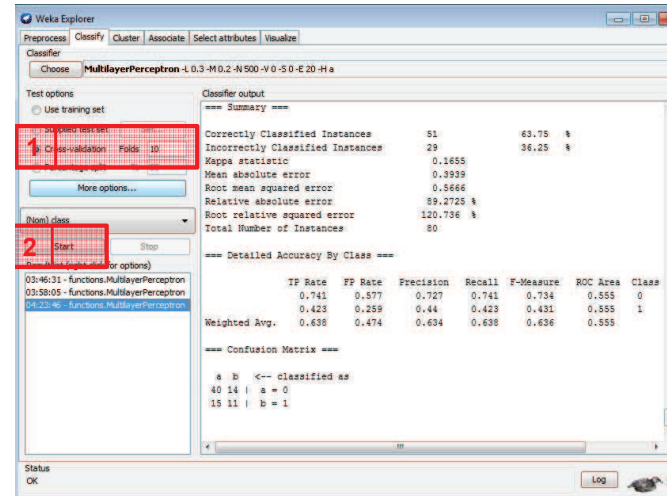 Weka Explorer
Preprocess Classify Cluster Associate Select attributes Visualize
Classifier
Choose MultilayerPerceptron -L 0.3 -M 0.2 -N 500 -V 0 -S 0 -E 20 -H a
Test options
Use training set
Supplied test set
1
Cross-validation Folds 10
Percentage split
More options...
(Nom) class
2
Start Stop
for options)
03:46:31 - functions.MultilayerPerceptron
03:58:05 - functions.MultilayerPerceptron
04:23:46 - functions.MultilayerPerceptron
Classifier output
=== Summary ===
Correctly Classified Instances 51 63.75 %
Incorrectly Classified Instances 29 36.25 %
Kappa statistic 0.1655
Mean absolute error 0.3939
Root mean squared error 0.5666
Relative absolute error 89.2725 %
Root relative squared error 120.736 %
Total Number of Instances 80
=== Detailed Accuracy By Class ===
TP Rate FP Rate Precision Recall F-Measure ROC Area Class
0.741 0.577 0.727 0.741 0.734 0.555 0
0.423 0.259 0.44 0.423 0.431 0.555 1
Weighted Avg. 0.638 0.474 0.634 0.638 0.636 0.555
=== Confusion Matrix ===
a b <-- classified as
40 14 | a = 0
15 11 | b = 1
Status
OK
Log